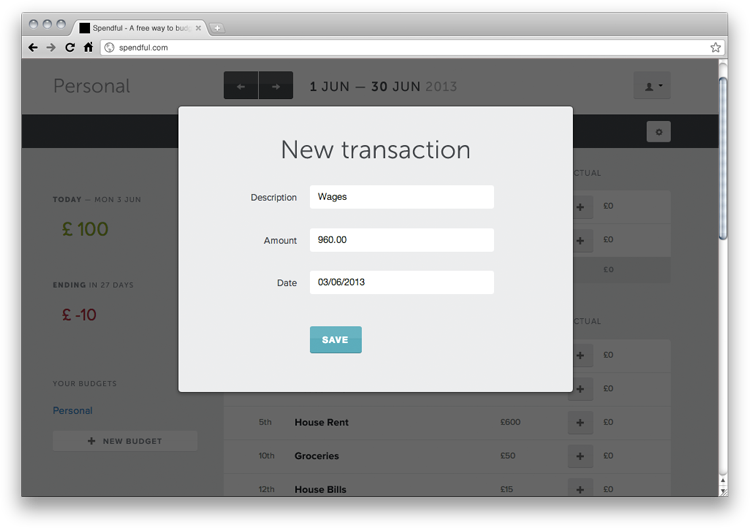 Spendful - A free way to budg
spendful.com
Personal
1 JUN — 30 JUN 2013
New transaction
Description Wages
Amount 960.00
Date 03/06/2013
SAVE
TODAY — MON 3 JUN
£ 100
ENDING IN 27 DAYS
£ -10
YOUR BUDGETS
Personal
+ NEW BUDGET
CTUAL
+ £0
+ £0
£0
CTUAL
+ £0
+ £0
5th House Rent £600 + £0
10th Groceries £50 + £0
12th House Bills £15 + £0